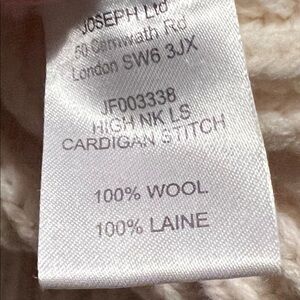 JOSEPH Ltd
50 Carnwath Rd
London SW6 3JX
JF003338
HIGH NK LS
CARDIGAN STITCH
100% WOOL
100% LAINE